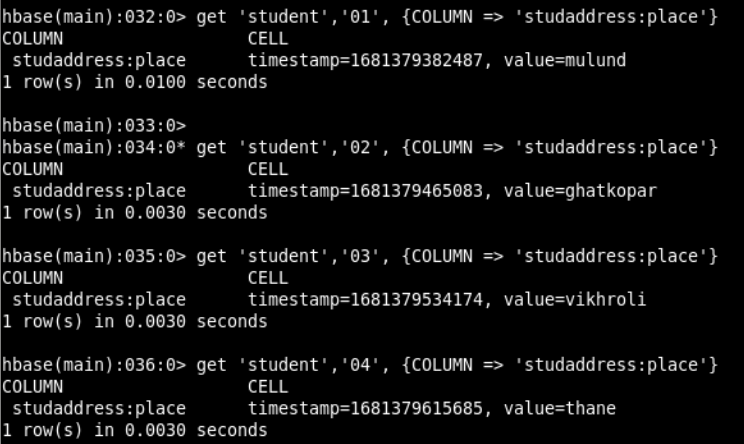 hbase(main):032:0> get 'student','01', {COLUMN => 'studaddress:place'}
COLUMN                  CELL
 studaddress:place      timestamp=1681379382487, value=mulund
1 row(s) in 0.0100 seconds

hbase(main):033:0>
hbase(main):034:0* get 'student','02', {COLUMN => 'studaddress:place'}
COLUMN                  CELL
 studaddress:place      timestamp=1681379465083, value=ghatkopar
1 row(s) in 0.0030 seconds

hbase(main):035:0> get 'student','03', {COLUMN => 'studaddress:place'}
COLUMN                  CELL
 studaddress:place      timestamp=1681379534174, value=vikhroli
1 row(s) in 0.0030 seconds

hbase(main):036:0> get 'student','04', {COLUMN => 'studaddress:place'}
COLUMN                  CELL
 studaddress:place      timestamp=1681379615685, value=thane
1 row(s) in 0.0030 seconds